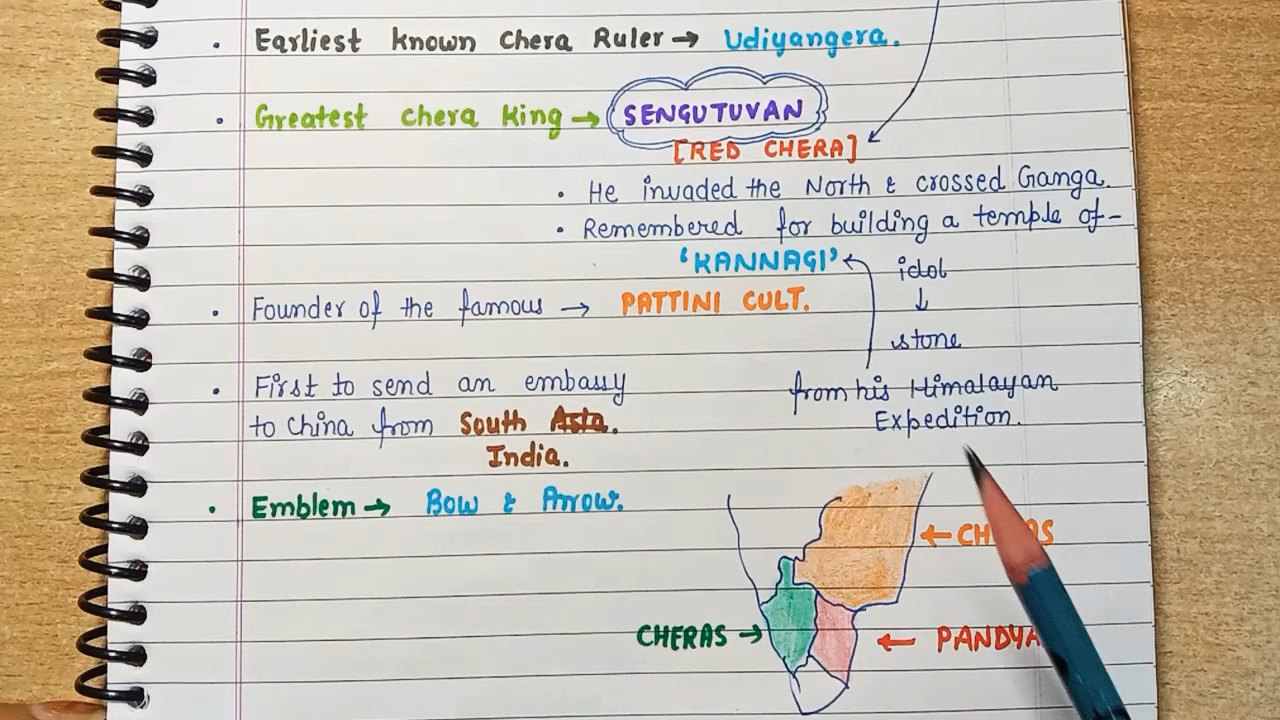 • Earliest known Chera Ruler → Udiyangera.
• Greatest chera King → SENGUTUVAN
[RED CHERA]
• He invaded the North & crossed Ganga.
• Remembered for building a temple of -
'KANNAGI' idol
↓
• Founder of the famous → PATTINI CULT.
stone
• First to send an embassy
to China from South Asia.
India.
from his Himalayan
Expedition.
• Emblem → Bow & Arrow.
CHERAS →
← PANDYA